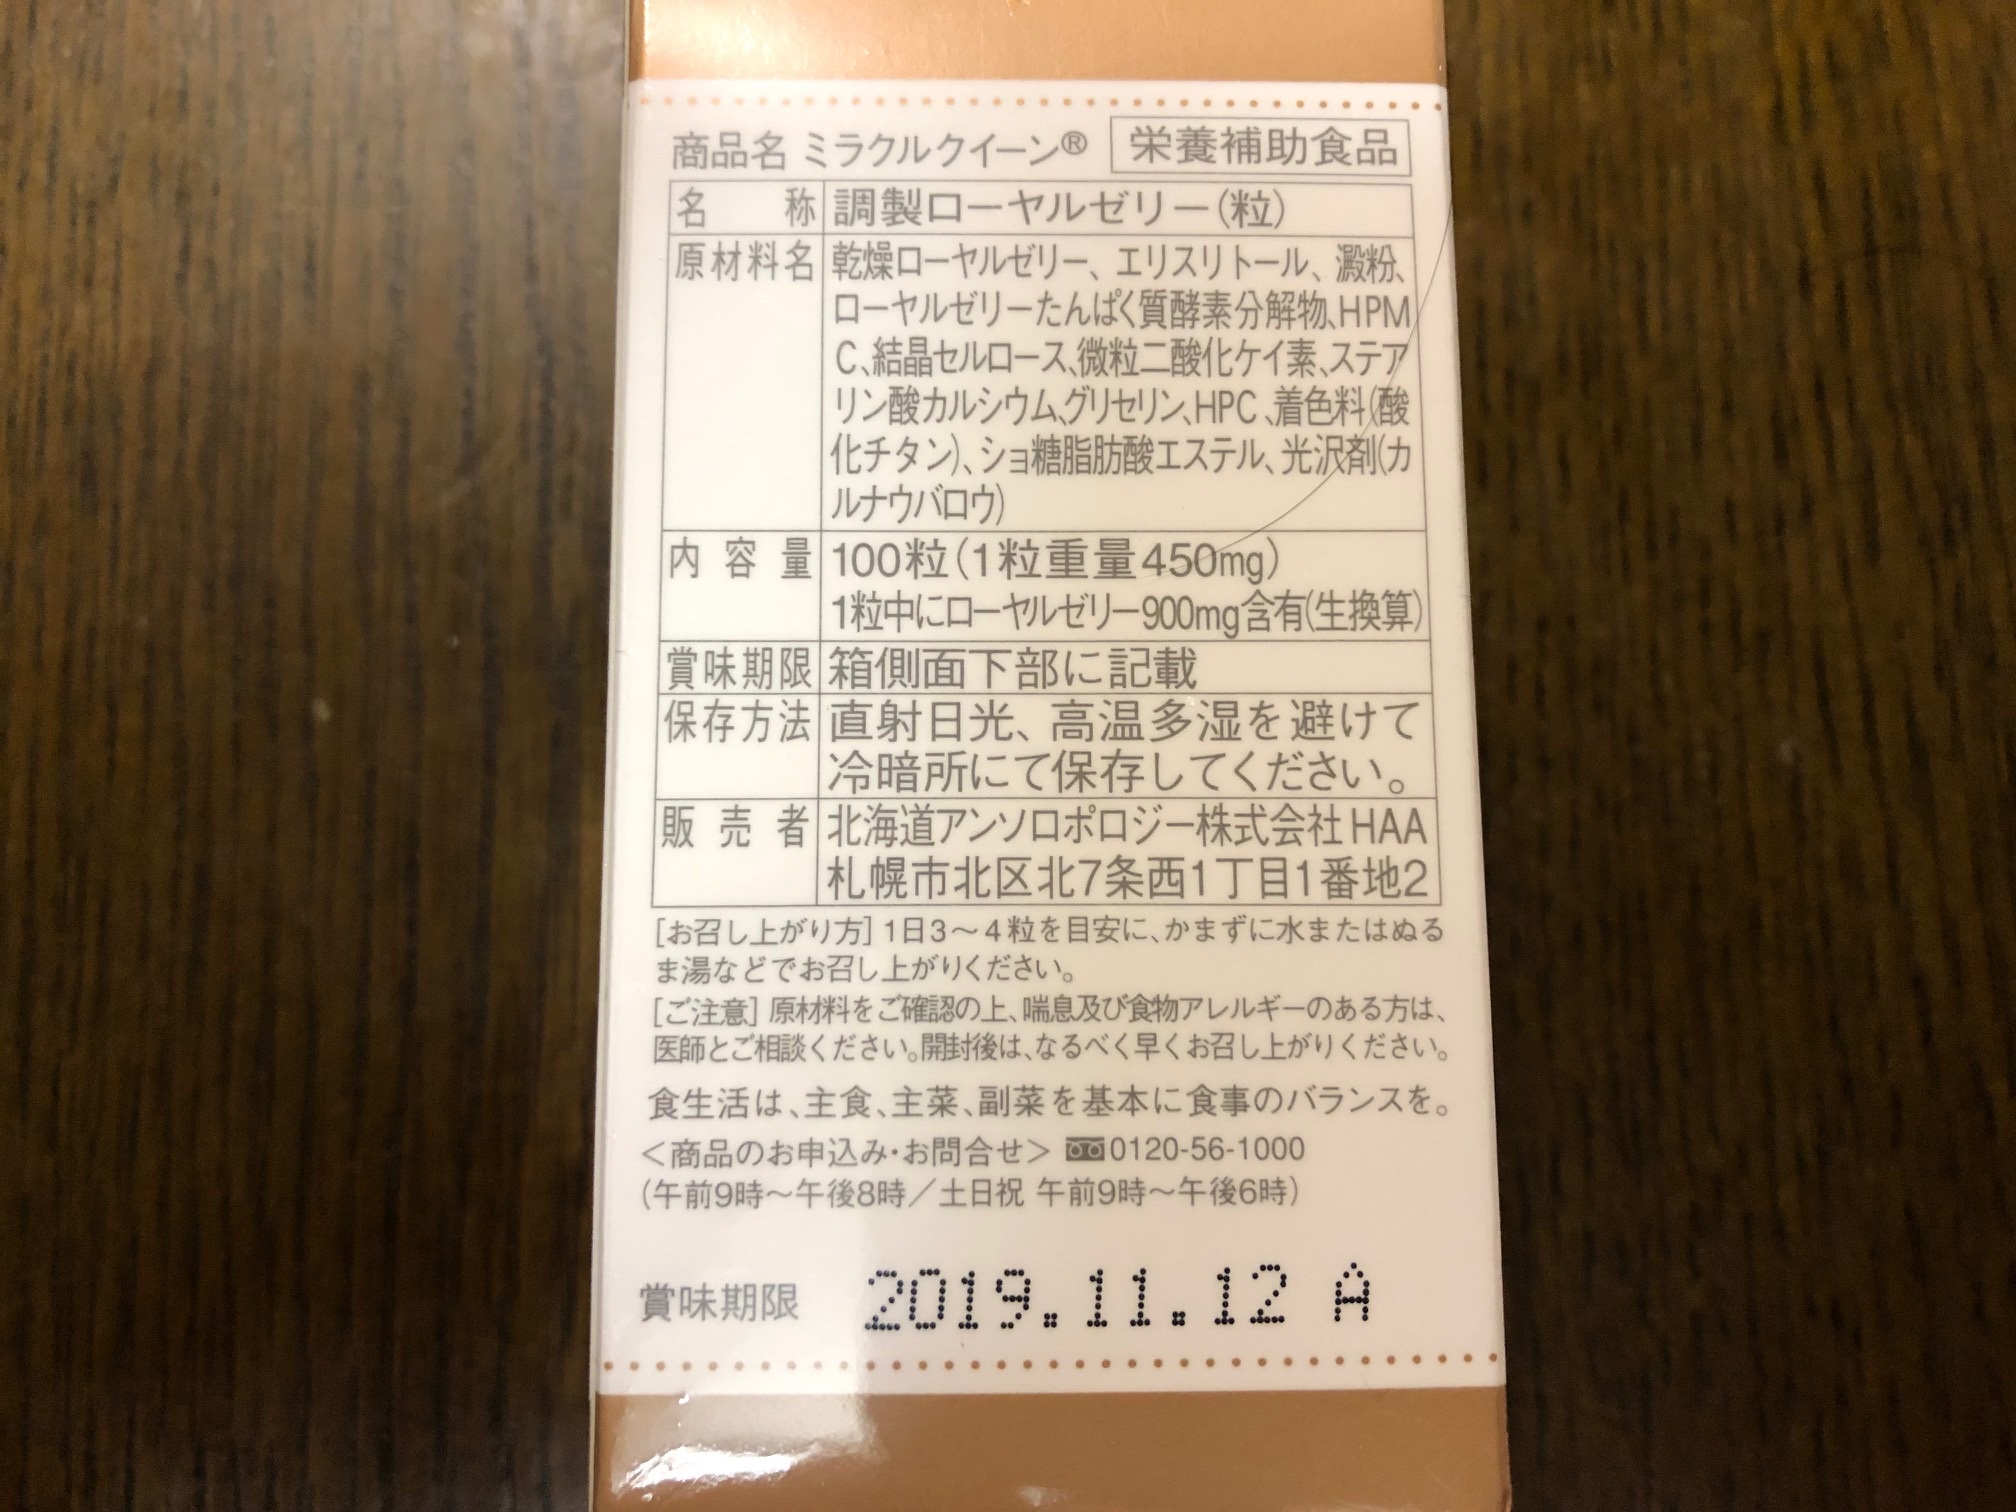 商品名 ミラクルクイーン® 栄養補助食品
名称 調製ローヤルゼリー(粒)
原材料名 乾燥ローヤルゼリー、エリスリトール、澱粉、
ローヤルゼリーたんぱく質酵素分解物、HPM
C、結晶セルロース、微粒二酸化ケイ素、ステア
リン酸カルシウム、グリセリン、HPC、着色料(酸
化チタン)、ショ糖脂肪酸エステル、光沢剤(カ
ルナウバロウ)
内容量 100粒(1粒重量450mg)
1粒中にローヤルゼリー900mg含有(生換算)
賞味期限 箱側面下部に記載
保存方法 直射日光、高温多湿を避けて
冷暗所にて保存してください。
販売者 北海道アンソロポロジー株式会社 HAA
札幌市北区北7条西1丁目1番地2
[お召し上がり方] 1日3〜4粒を目安に、かまずに水またはぬる
ま湯などでお召し上がりください。
[ご注意] 原材料をご確認の上、喘息及び食物アレルギーのある方は、
医師とご相談ください。開封後は、なるべく早くお召し上がりください。
食生活は、主食、主菜、副菜を基本に食事のバランスを。
<商品のお申込み・お問合せ> 0120-56-1000
(午前9時〜午後8時/土日祝 午前9時〜午後6時)
賞味期限 2019.11.12 A